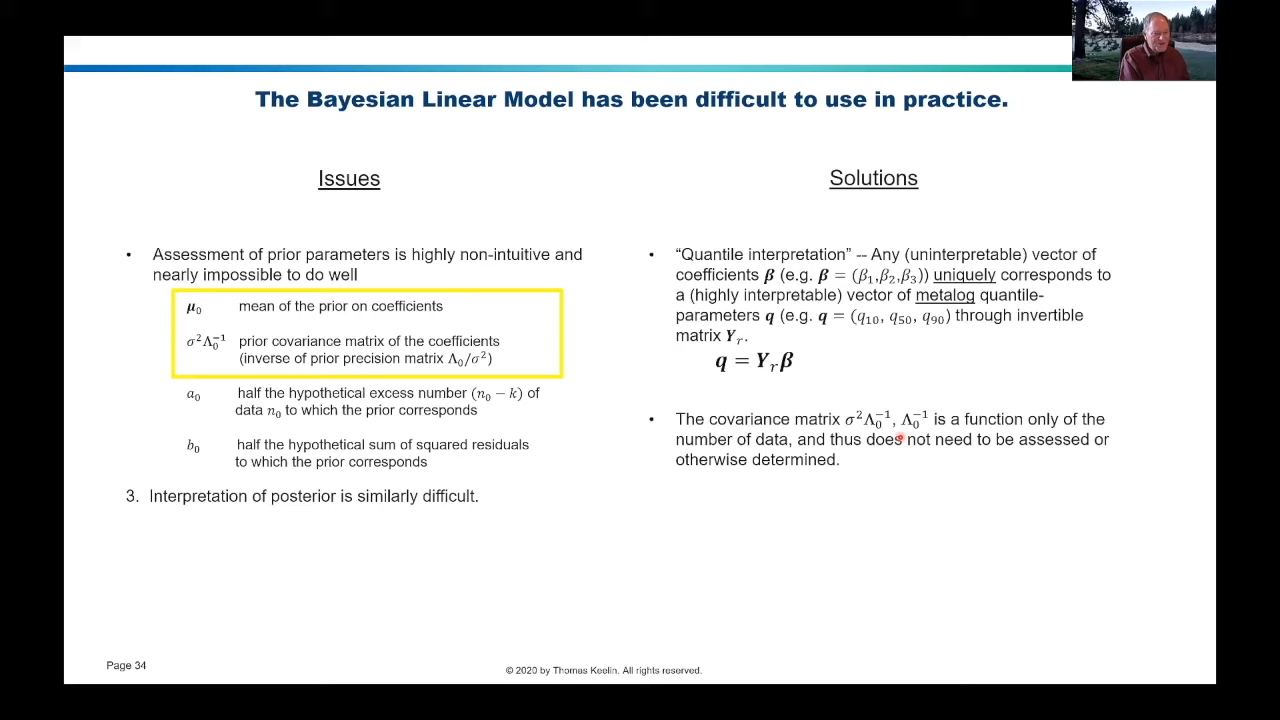 The Bayesian Linear Model has been difficult to use in practice.
Issues
• Assessment of prior parameters is highly non-intuitive and
nearly impossible to do well
μ₀ mean of the prior on coefficients
σ²Λ₀⁻¹ prior covariance matrix of the coefficients
(inverse of prior precision matrix Λ₀/σ²)
a₀ half the hypothetical excess number (n₀ − k) of
data n₀ to which the prior corresponds
b₀ half the hypothetical sum of squared residuals
to which the prior corresponds
3. Interpretation of posterior is similarly difficult.
Solutions
• “Quantile interpretation” -- Any (uninterpretable) vector of
coefficients β (e.g. β = (β₁,β₂,β₃)) uniquely corresponds to
a (highly interpretable) vector of metalog quantile-
parameters q (e.g. q = (q₁₀, q₅₀, q₉₀) through invertible
matrix Yᵣ.
q = Yᵣβ
• The covariance matrix σ²Λ₀⁻¹, Λ₀⁻¹ is a function only of the
number of data, and thus does not need to be assessed or
otherwise determined.
Page 34
© 2020 by Thomas Keelin. All rights reserved.